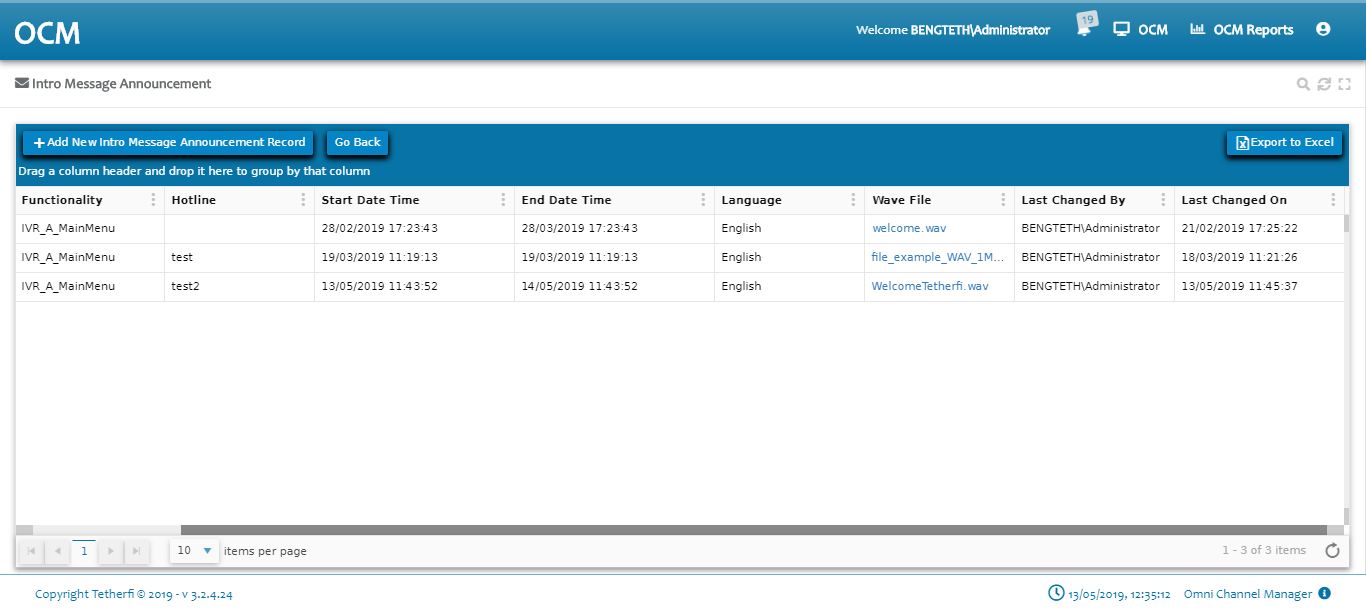 OCM
Welcome BENGTETH\Administrator 19 OCM OCM Reports
Intro Message Announcement
Add New Intro Message Announcement Record Go Back Export to Excel
Drag a column header and drop it here to group by that column
Functionality Hotline Start Date Time End Date Time Language Wave File Last Changed By Last Changed On
IVR_A_MainMenu 28/02/2019 17:23:43 28/03/2019 17:23:43 English welcome.wav BENGTETH\Administrator 21/02/2019 17:25:22
IVR_A_MainMenu test 19/03/2019 11:19:13 19/03/2019 11:19:13 English file_example_WAV_1M... BENGTETH\Administrator 18/03/2019 11:21:26
IVR_A_MainMenu test2 13/05/2019 11:43:52 14/05/2019 11:43:52 English WelcomeTetherfi.wav BENGTETH\Administrator 13/05/2019 11:45:37
1 10 items per page 1 - 3 of 3 items
Copyright Tetherfi © 2019 - v 3.2.4.24 13/05/2019, 12:35:12 Omni Channel Manager